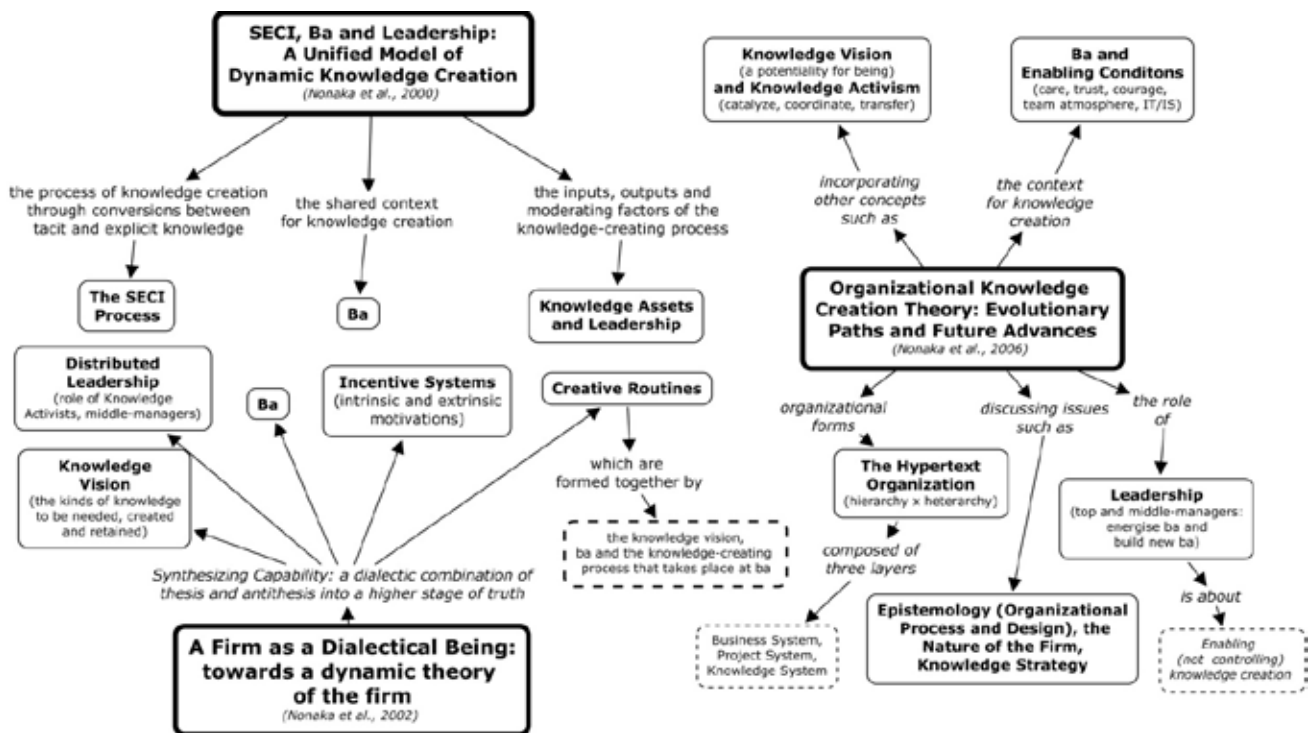 SECI, Ba and Leadership:
A Unified Model of
Dynamic Knowledge Creation
(Nonaka et al., 2000)
the process of knowledge creation
through conversions between
tacit and explicit knowledge
the shared context
for knowledge creation
the inputs, outputs and
moderating factors of the
knowledge-creating process
The SECI
Process
Ba
Knowledge Assets
and Leadership
Distributed
Leadership
(role of Knowledge
Activists, middle-managers)
Ba
Incentive Systems
(intrinsic and extrinsic
motivations)
Creative Routines
Knowledge
Vision
(the kinds of knowledge
to be needed, created
and retained)
which are
formed together by
the knowledge vision,
ba and the knowledge-creating
process that takes place at ba
Synthesizing Capability: a dialectic combination of
thesis and antithesis into a higher stage of truth
A Firm as a Dialectical Being:
towards a dynamic theory
of the firm
(Nonaka et al., 2002)
Knowledge Vision
(a potentiality for being)
and Knowledge Activism
(catalyze, coordinate, transfer)
Ba and
Enabling Conditons
(care, trust, courage,
team atmosphere, IT/IS)
incorporating
other concepts
such as
the context
for knowledge
creation
Organizational Knowledge
Creation Theory: Evolutionary
Paths and Future Advances
(Nonaka et al., 2006)
organizational
forms
discussing issues
such as
the role
of
The Hypertext
Organization
(hierarchy x heterarchy)
Leadership
(top and middle-managers:
energise ba and
build new ba)
composed of
three layers
is about
Business System,
Project System,
Knowledge System
Epistemology (Organizational
Process and Design), the
Nature of the Firm,
Knowledge Strategy
Enabling
(not controlling)
knowledge creation